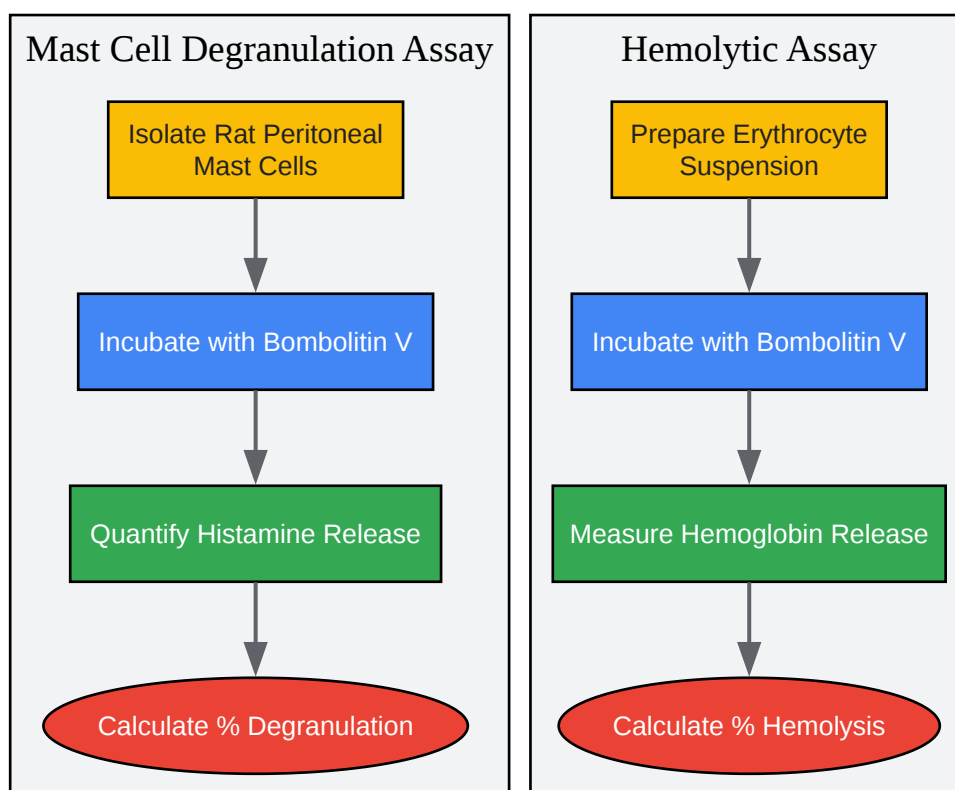 Mast Cell Degranulation Assay
Isolate Rat Peritoneal
Mast Cells
Incubate with Bombolitin V
Quantify Histamine Release
Calculate % Degranulation
Hemolytic Assay
Prepare Erythrocyte
Suspension
Incubate with Bombolitin V
Measure Hemoglobin Release
Calculate % Hemolysis